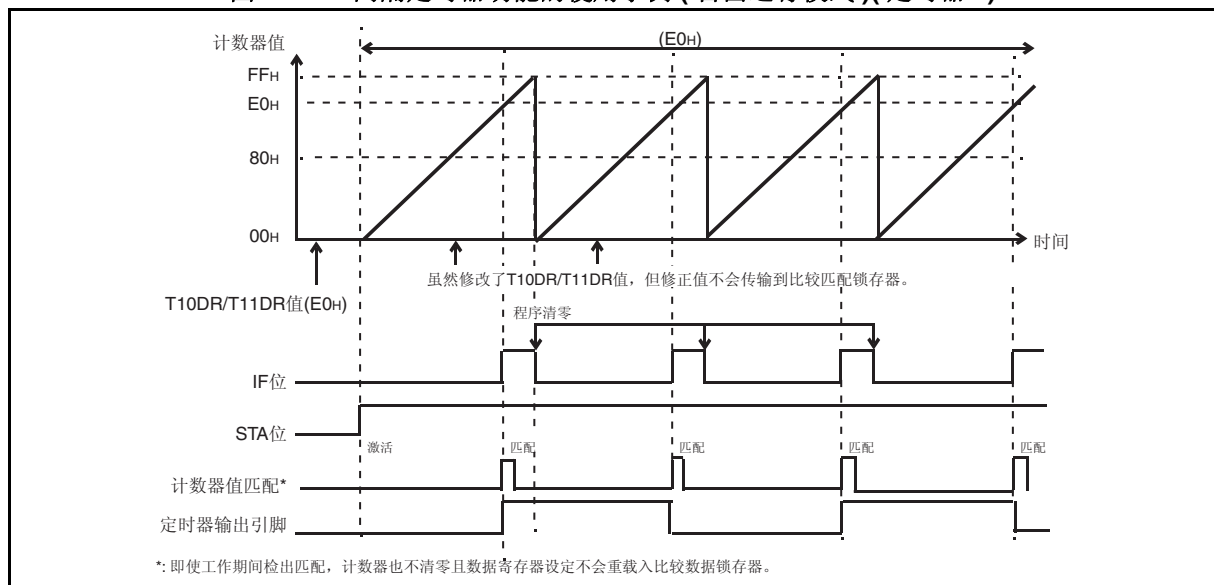 计数器值
(E0H)
FFH
E0H
80H
00H
时间
虽然修改了T10DR/T11DR值，但修正值不会传输到比较匹配锁存器。
T10DR/T11DR值(E0H)
程序清零
IF位
STA位
激活 匹配 匹配 匹配 匹配
计数器值匹配*
定时器输出引脚
*: 即使工作期间检出匹配，计数器也不清零且数据寄存器设定不会重载入比较数据锁存器。